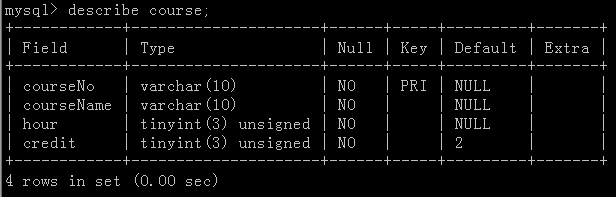 mysql> describe course;
+------------+---------------------+------+-----+---------+-------+
| Field      | Type                | Null | Key | Default | Extra |
+------------+---------------------+------+-----+---------+-------+
| courseNo   | varchar(10)         | NO   | PRI | NULL    |       |
| courseName | varchar(10)         | NO   |     | NULL    |       |
| hour       | tinyint(3) unsigned | NO   |     | NULL    |       |
| credit     | tinyint(3) unsigned | NO   |     | 2       |       |
+------------+---------------------+------+-----+---------+-------+
4 rows in set (0.00 sec)